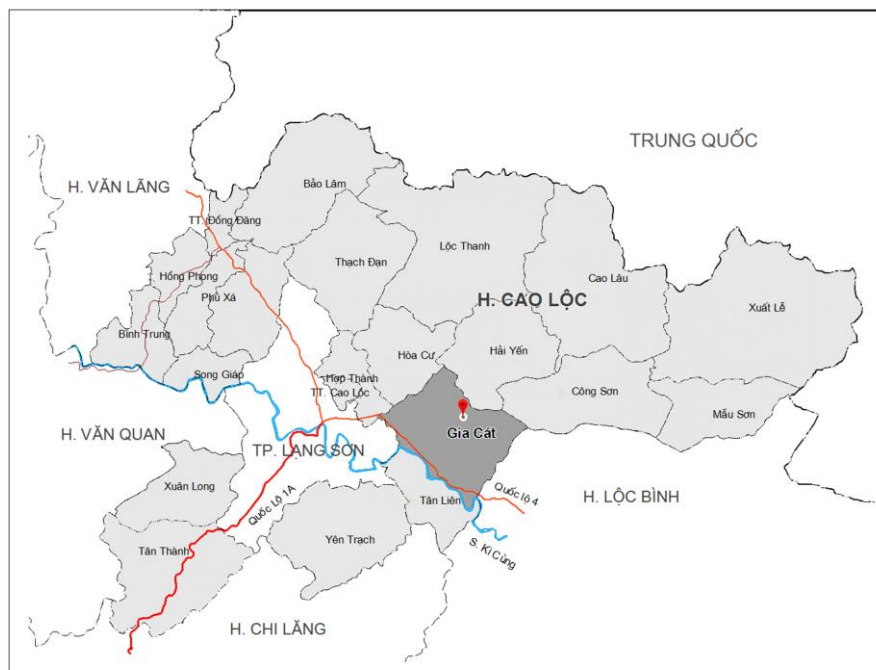 TRUNG QUỐC
H. VĂN LÃNG
Bảo Lâm
TT. Đồng Đăng
Lộc Thanh
Thạch Đạn
Hồng Phong
Cao Lâu
Phú Xá
H. CAO LỘC
Xuất Lễ
Bình Trung
Hòa Cư
Hải Yến
Song Giáp
Hợp Thành
TT. Cao Lộc
Công Sơn
Mẫu Sơn
H. VĂN QUAN
Gia Cát
TP. LẠNG SƠN
Xuân Long
Quốc Lộ 1A
Tân Liên
Quốc lộ 4
H. LỘC BÌNH
Yên Trạch
S. Kì Cùng
Tân Thành
H. CHI LĂNG